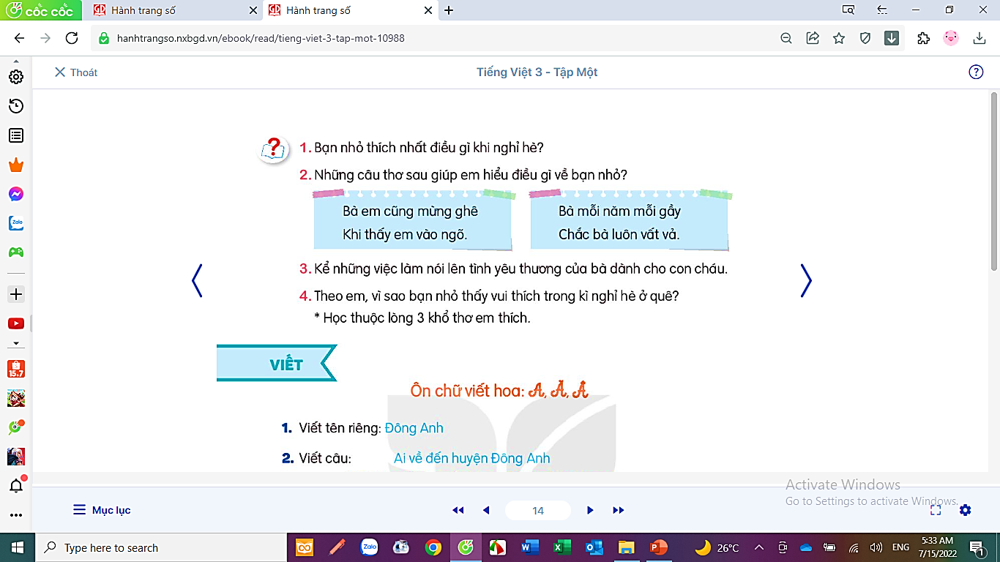 cốc cốc
Hành trang số
Hành trang số
hanhtrangso.nxbgd.vn/ebook/read/tieng-viet-3-tap-mot-10988
Thoát
Tiếng Việt 3 - Tập Một
1. Bạn nhỏ thích nhất điều gì khi nghỉ hè?
2. Những câu thơ sau giúp em hiểu điều gì về bạn nhỏ?
Bà em cũng mừng ghê
Khi thấy em vào ngõ.
Bà mỗi năm mỗi gầy
Chắc bà luôn vất vả.
3. Kể những việc làm nói lên tình yêu thương của bà dành cho con cháu.
4. Theo em, vì sao bạn nhỏ thấy vui thích trong kì nghỉ hè ở quê?
* Học thuộc lòng 3 khổ thơ em thích.
VIẾT
Ôn chữ viết hoa: A, Ă, Â
1. Viết tên riêng: Đông Anh
2. Viết câu: Ai về đến huyện Đông Anh
Zalo
15.7
Activate Windows
Go to Settings to activate Windows.
Mục lục
14
Type here to search
Zalo
26°C
ENG
5:33 AM
7/15/2022
1